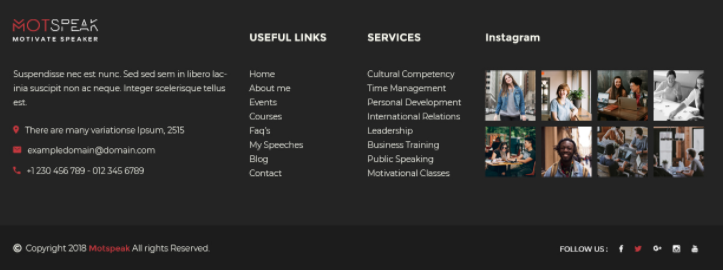 MOTSPEAK
MOTIVATE SPEAKER
Suspendisse nec est nunc. Sed sed sem in libero lac-
inia suscipit non ac neque. Integer scelerisque tellus
est.
There are many variationse Ipsum, 2515
exampledomain@domain.com
+1 230 456 789 - 012 345 6789
USEFUL LINKS
Home
About me
Events
Courses
Faq's
My Speeches
Blog
Contact
SERVICES
Cultural Competency
Time Management
Personal Development
International Relations
Leadership
Business Training
Public Speaking
Motivational Classes
Instagram
© Copyright 2018 Motspeak All rights Reserved.
FOLLOW US :